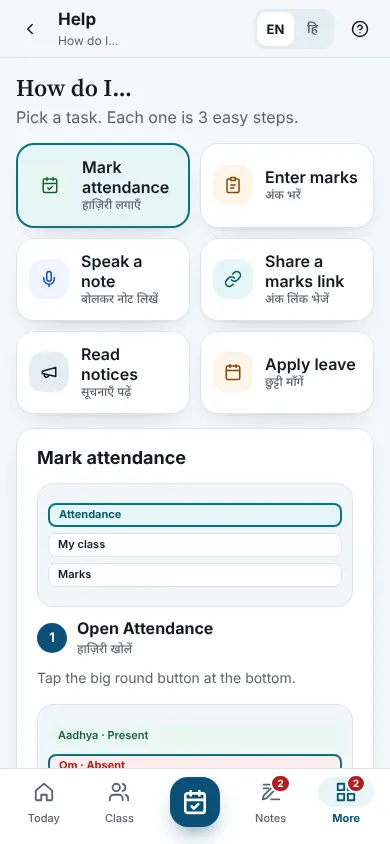 Help
How do I...
EN
हि
How do I...
Pick a task. Each one is 3 easy steps.
Mark
attendance
हाज़िरी लगाएँ
Enter marks
अंक भरें
Speak a
note
बोलकर नोट लिखें
Share a
marks link
अंक लिंक भेजें
Read
notices
सूचनाएँ पढ़ें
Apply leave
छुट्टी माँगें
Mark attendance
Attendance
My class
Marks
1
Open Attendance
हाज़िरी खोलें
Tap the big round button at the bottom.
Aadhya · Present
Om · Absent
Today
Class
2
Notes
2
More